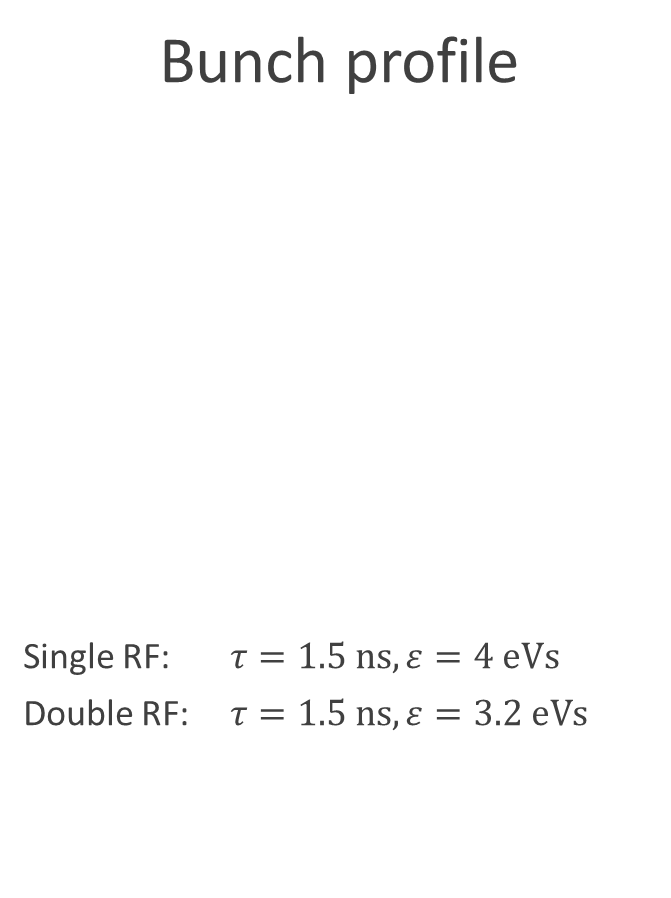 Bunch profile
Single RF: τ = 1.5 ns, ε = 4 eVs
Double RF: τ = 1.5 ns, ε = 3.2 eVs